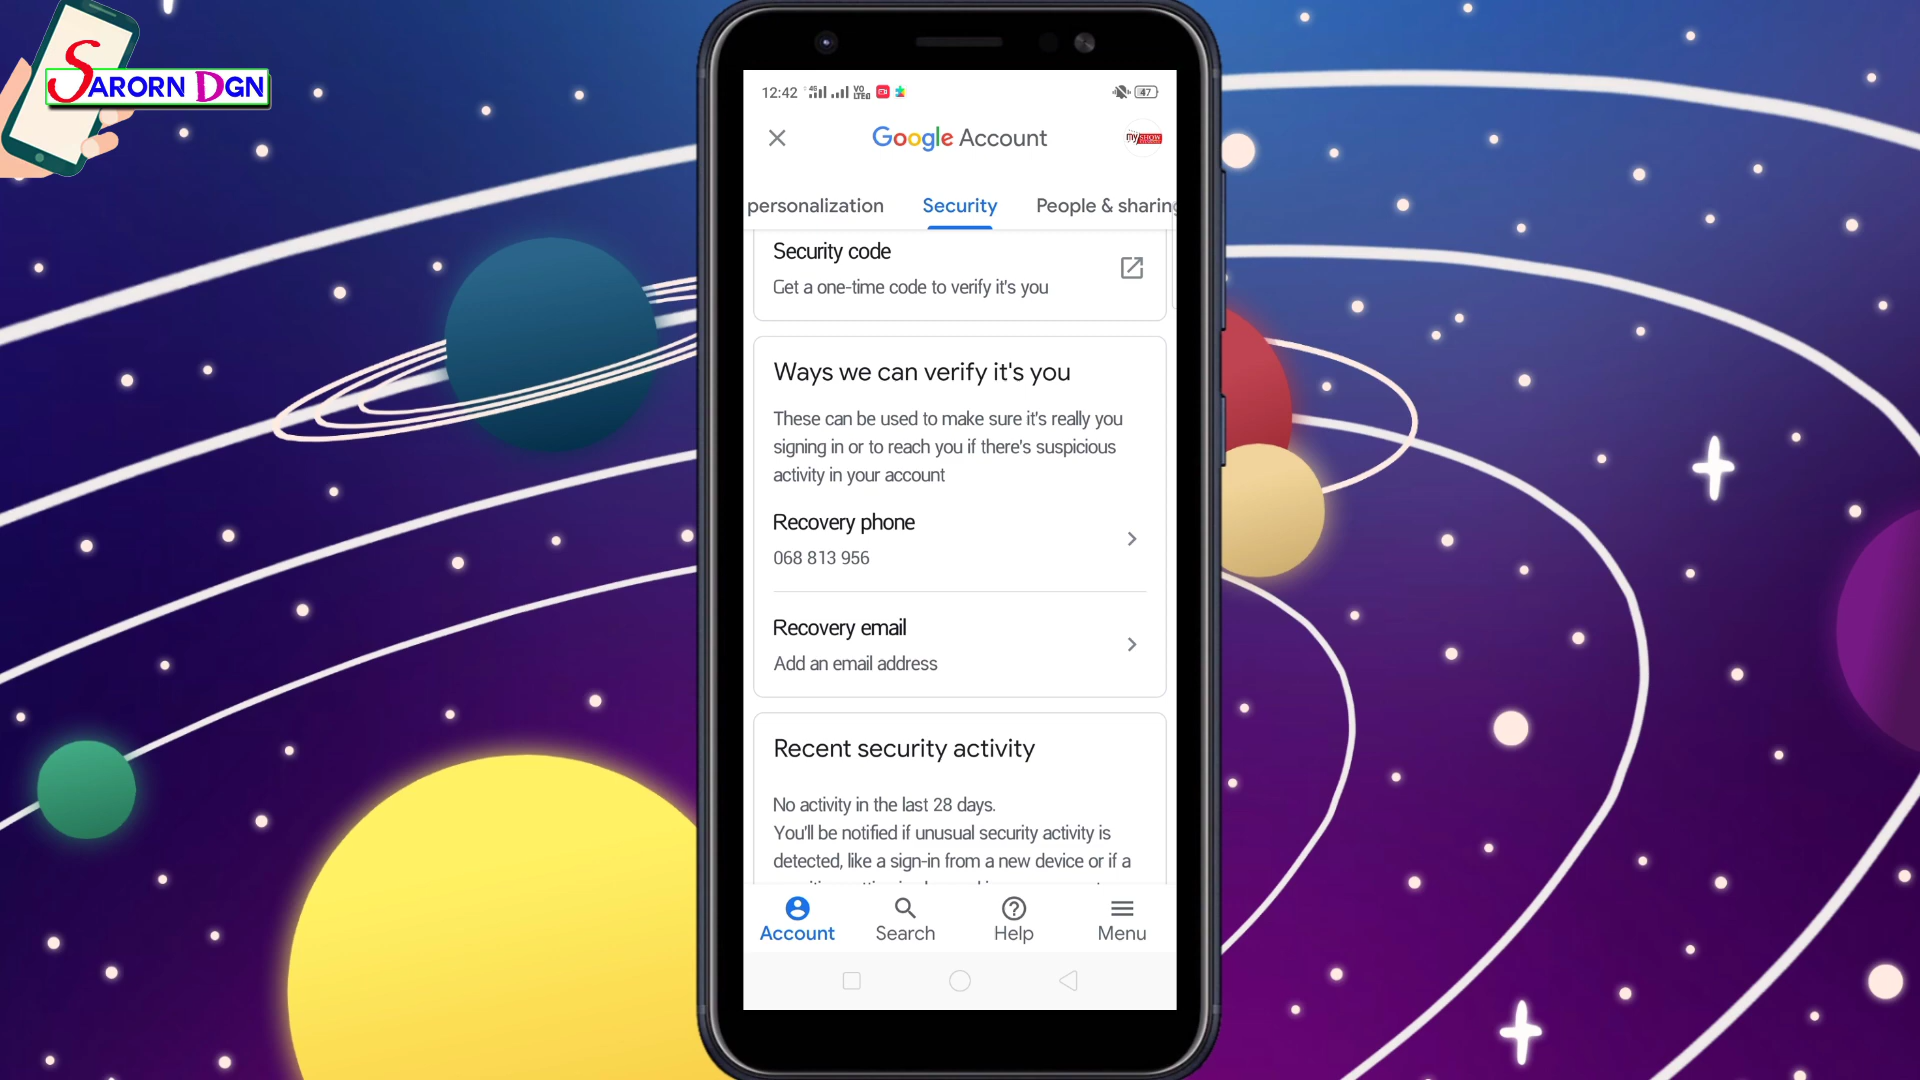 SARORN DGN
12:42
47
Google Account
my SHOW
personalization Security People & sharing
Security code
Get a one-time code to verify it's you
Ways we can verify it's you
These can be used to make sure it's really you
signing in or to reach you if there's suspicious
activity in your account
Recovery phone
068 813 956
Recovery email
Add an email address
Recent security activity
No activity in the last 28 days.
You'll be notified if unusual security activity is
detected, like a sign-in from a new device or if a
Account Search Help Menu